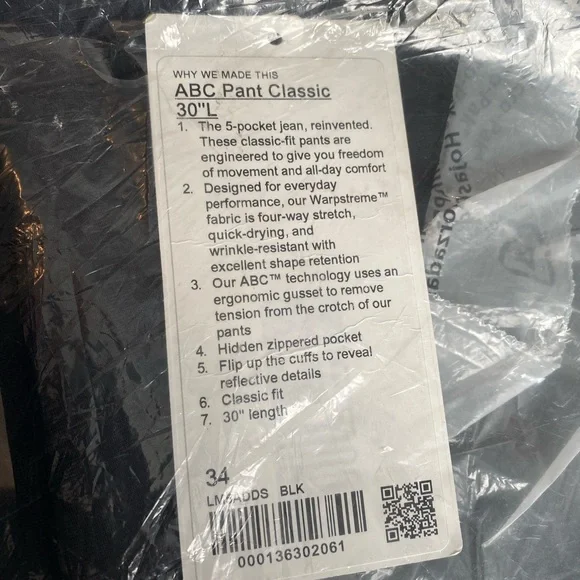 WHY WE MADE THIS
ABC Pant Classic
30"L
1. The 5-pocket jean, reinvented.
These classic-fit pants are
engineered to give you freedom
of movement and all-day comfort
2. Designed for everyday
performance, our Warpstreme™
fabric is four-way stretch,
quick-drying, and
wrinkle-resistant with
excellent shape retention
3. Our ABC™ technology uses an
ergonomic gusset to remove
tension from the crotch of our
pants
4. Hidden zippered pocket
5. Flip up the cuffs to reveal
reflective details
6. Classic fit
7. 30" length
34
BLK
000136302061